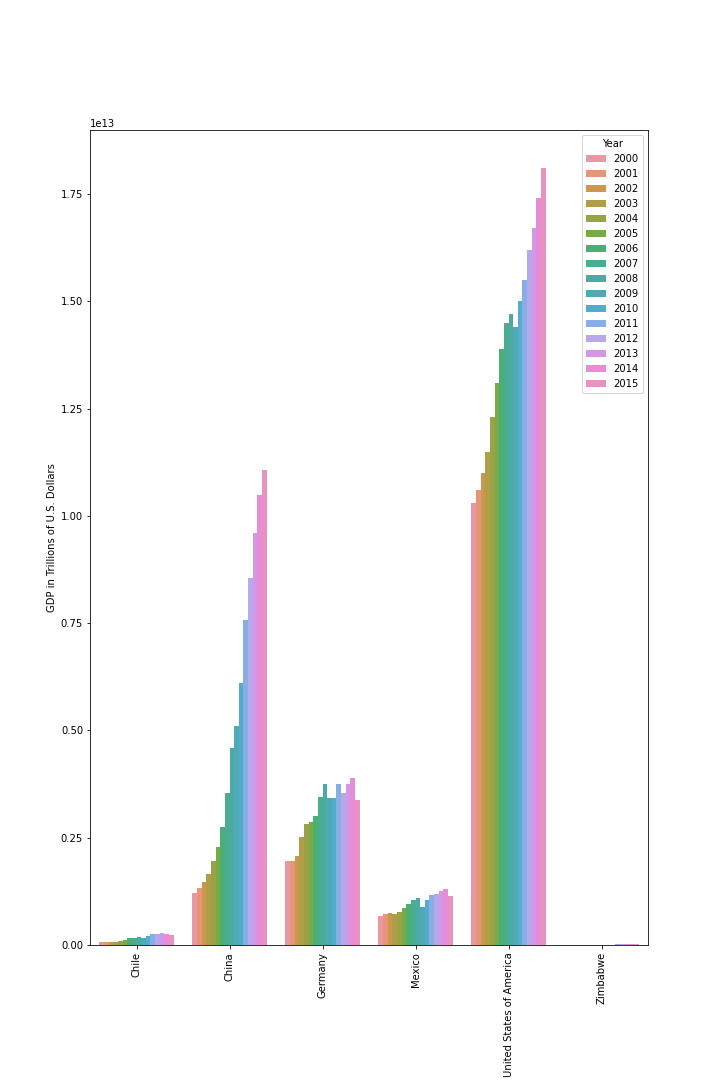 1e13
GDP in Trillions of U.S. Dollars
1.75
1.50
1.25
1.00
0.75
0.50
0.25
0.00
Year
2000
2001
2002
2003
2004
2005
2006
2007
2008
2009
2010
2011
2012
2013
2014
2015
Chile
China
Germany
Mexico
United States of America
Zimbabwe